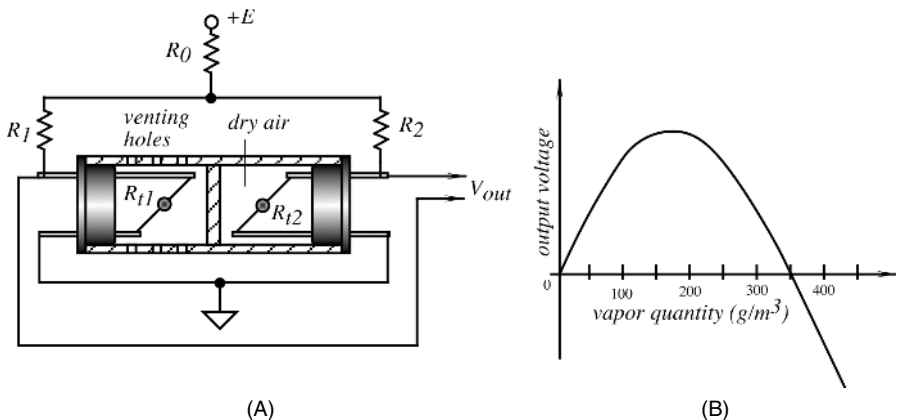 +E
R0
R1
venting
holes
dry air
R2
Rt1
Rt2
Vout
(A)
output voltage
0
100
200
300
400
vapor quantity (g/m³)
(B)